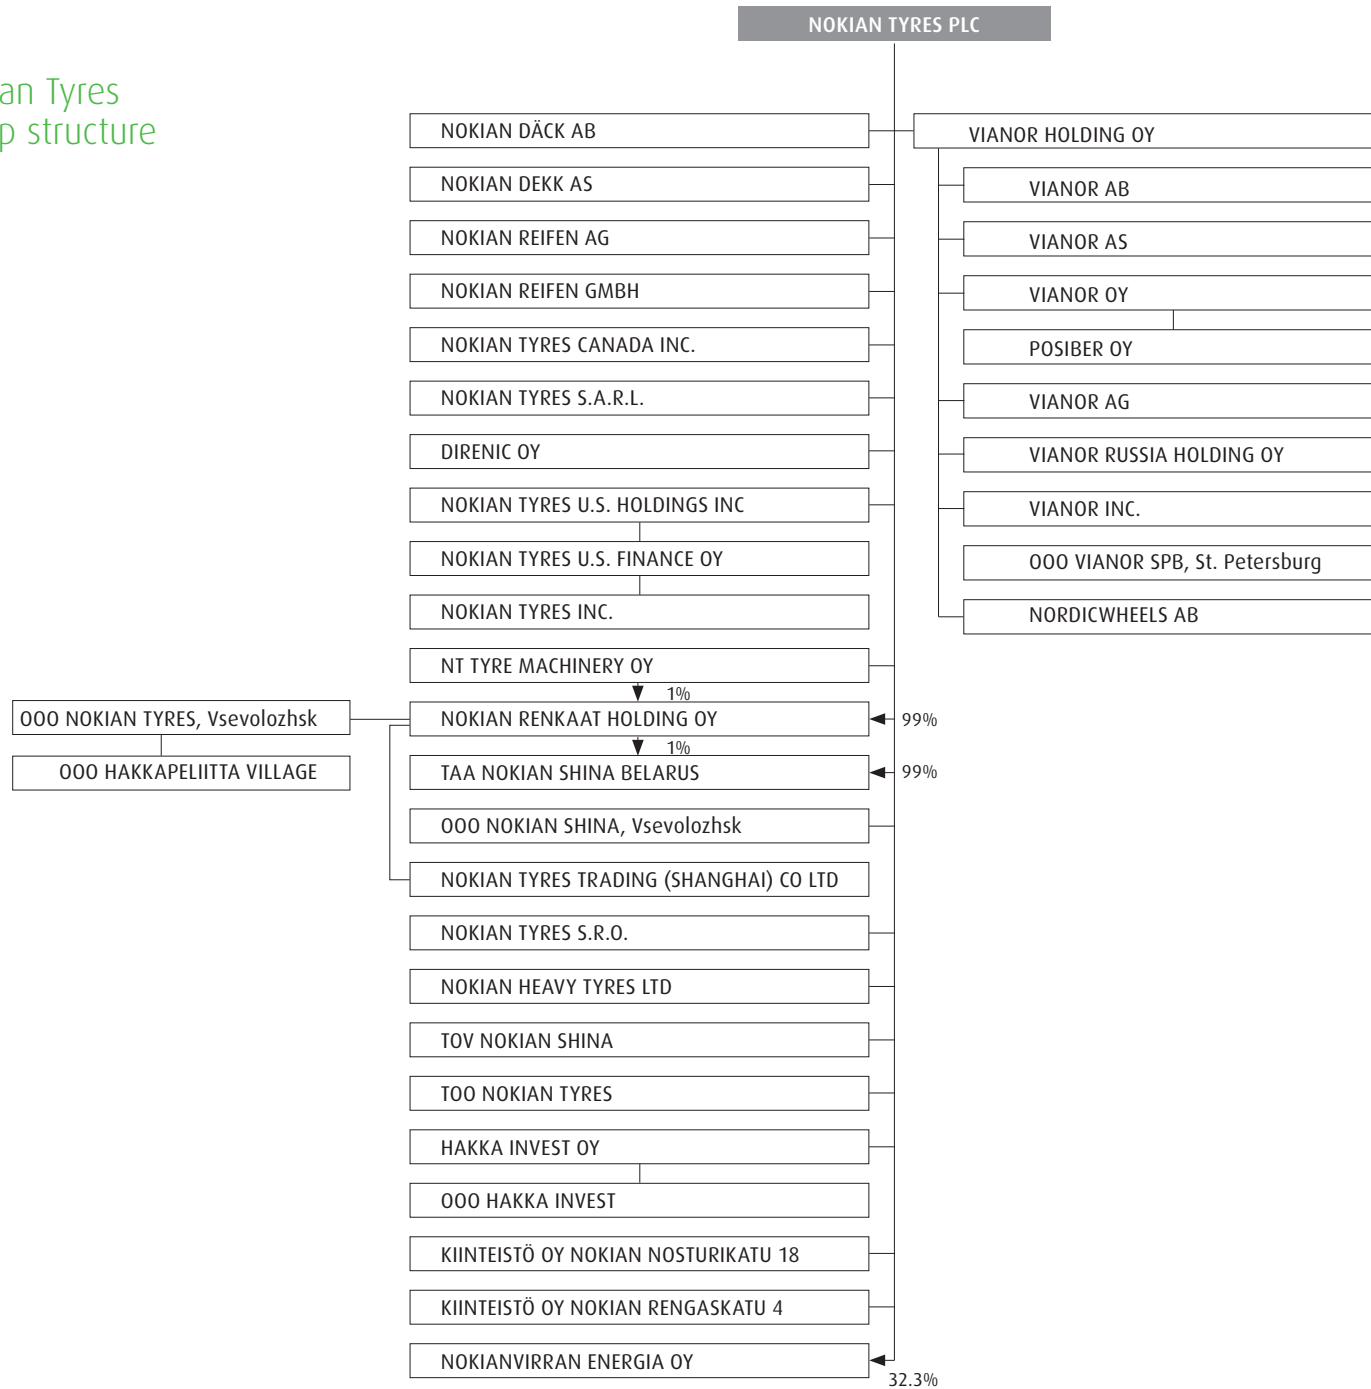 NOKIAN TYRES PLC
an Tyres
p structure
NOKIAN DÄCK AB
NOKIAN DEKK AS
NOKIAN REIFEN AG
NOKIAN REIFEN GMBH
NOKIAN TYRES CANADA INC.
NOKIAN TYRES S.A.R.L.
DIRENIC OY
NOKIAN TYRES U.S. HOLDINGS INC
NOKIAN TYRES U.S. FINANCE OY
NOKIAN TYRES INC.
NT TYRE MACHINERY OY
1%
NOKIAN RENKAAT HOLDING OY
99%
1%
TAA NOKIAN SHINA BELARUS
99%
OOO NOKIAN SHINA, Vsevolozhsk
NOKIAN TYRES TRADING (SHANGHAI) CO LTD
NOKIAN TYRES S.R.O.
NOKIAN HEAVY TYRES LTD
TOV NOKIAN SHINA
TOO NOKIAN TYRES
HAKKA INVEST OY
OOO HAKKA INVEST
KIINTEISTÖ OY NOKIAN NOSTURIKATU 18
KIINTEISTÖ OY NOKIAN RENGASKATU 4
NOKIANVIRRAN ENERGIA OY
32.3%
OOO NOKIAN TYRES, Vsevolozhsk
OOO HAKKAPELIITTA VILLAGE
VIANOR HOLDING OY
VIANOR AB
VIANOR AS
VIANOR OY
POSIBER OY
VIANOR AG
VIANOR RUSSIA HOLDING OY
VIANOR INC.
OOO VIANOR SPB, St. Petersburg
NORDICWHEELS AB